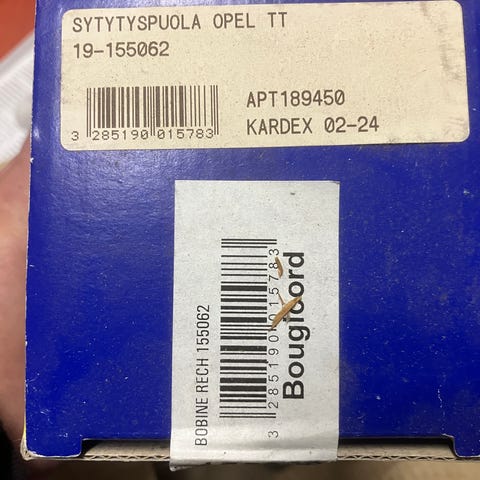 SYTYTYSPUOLA OPEL TT
19-155062
APT189450
3 285190 015783
KARDEX 02-24
BOBINE RECH 155062
3 285190 015783
Bougicord